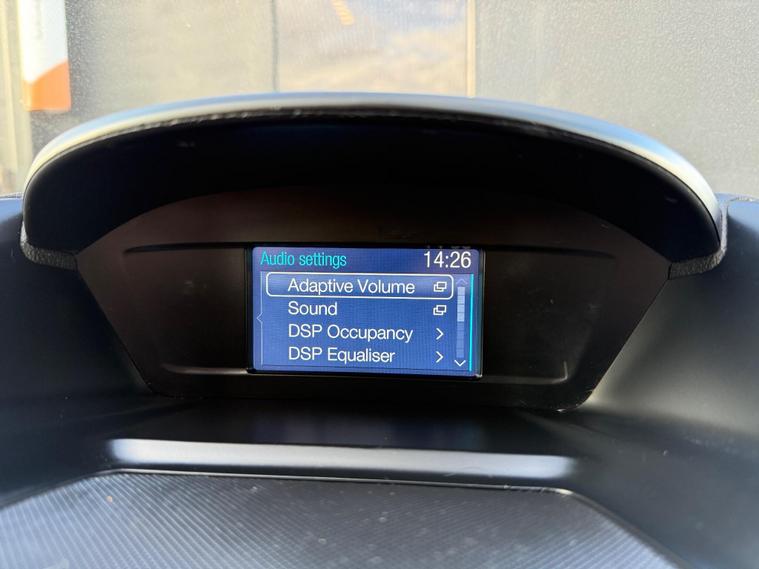 Audio settings 14:26
Adaptive Volume
Sound
DSP Occupancy
DSP Equaliser